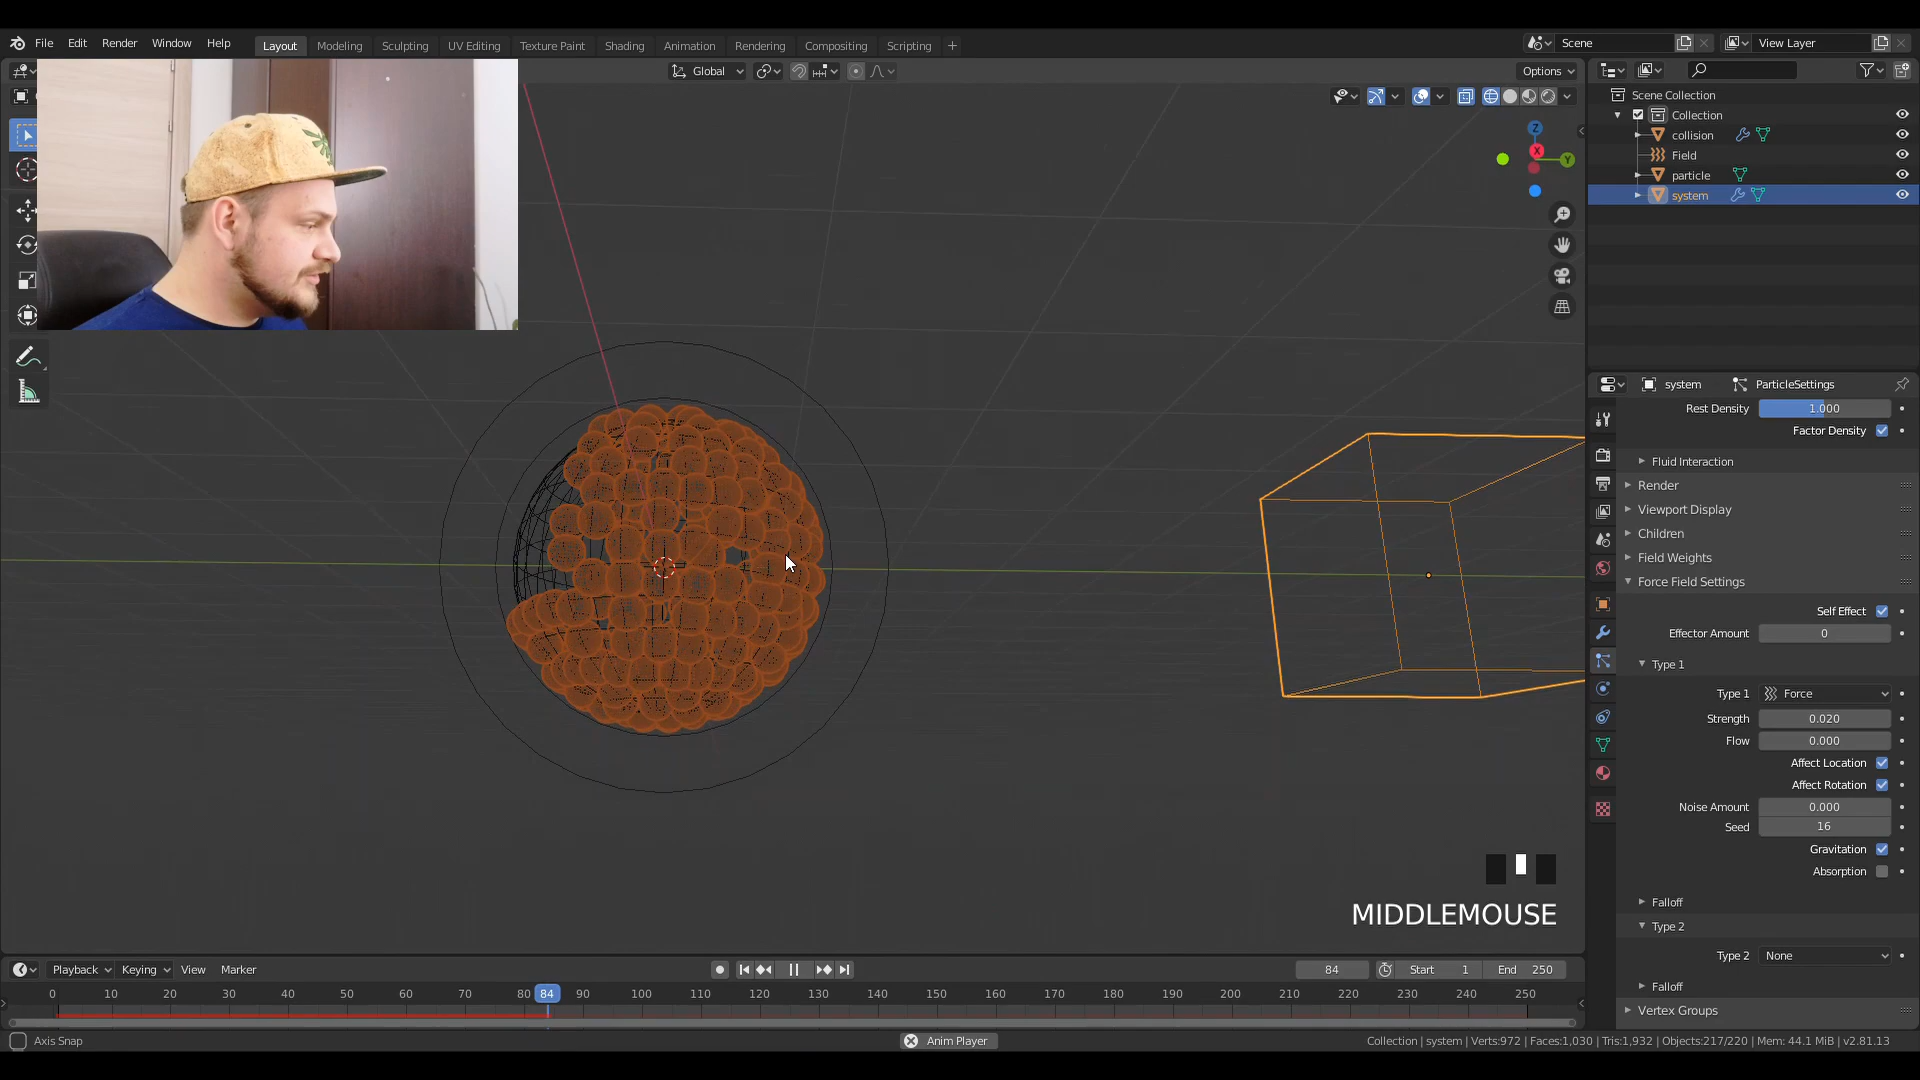 File Edit Render Window Help
Layout Modeling Sculpting UV Editing Texture Paint Shading Animation Rendering Compositing Scripting +
Scene
View Layer
Global
Options
Z
X
Y
Scene Collection
Collection
collision
Field
particle
system
system
ParticleSettings
Rest Density 1.000
Factor Density
Fluid Interaction
Render
Viewport Display
Children
Field Weights
Force Field Settings
Self Effect
Effector Amount 0
Type 1
Type 1 Force
Strength 0.020
Flow 0.000
Affect Location
Affect Rotation
Noise Amount 0.000
Seed 16
Gravitation
Absorption
Falloff
Type 2
Type 2 None
Falloff
Vertex Groups
MIDDLEMOUSE
Playback Keying View Marker
84
Start 1 End 250
0 10 20 30 40 50 60 70 80 84 90 100 110 120 130 140 150 160 170 180 190 200 210 220 230 240 250
Axis Snap
Anim Player
Collection | system | Verts:972 | Faces:1,030 | Tris:1,932 | Objects:217/220 | Mem: 44.1 MiB | v2.81.13